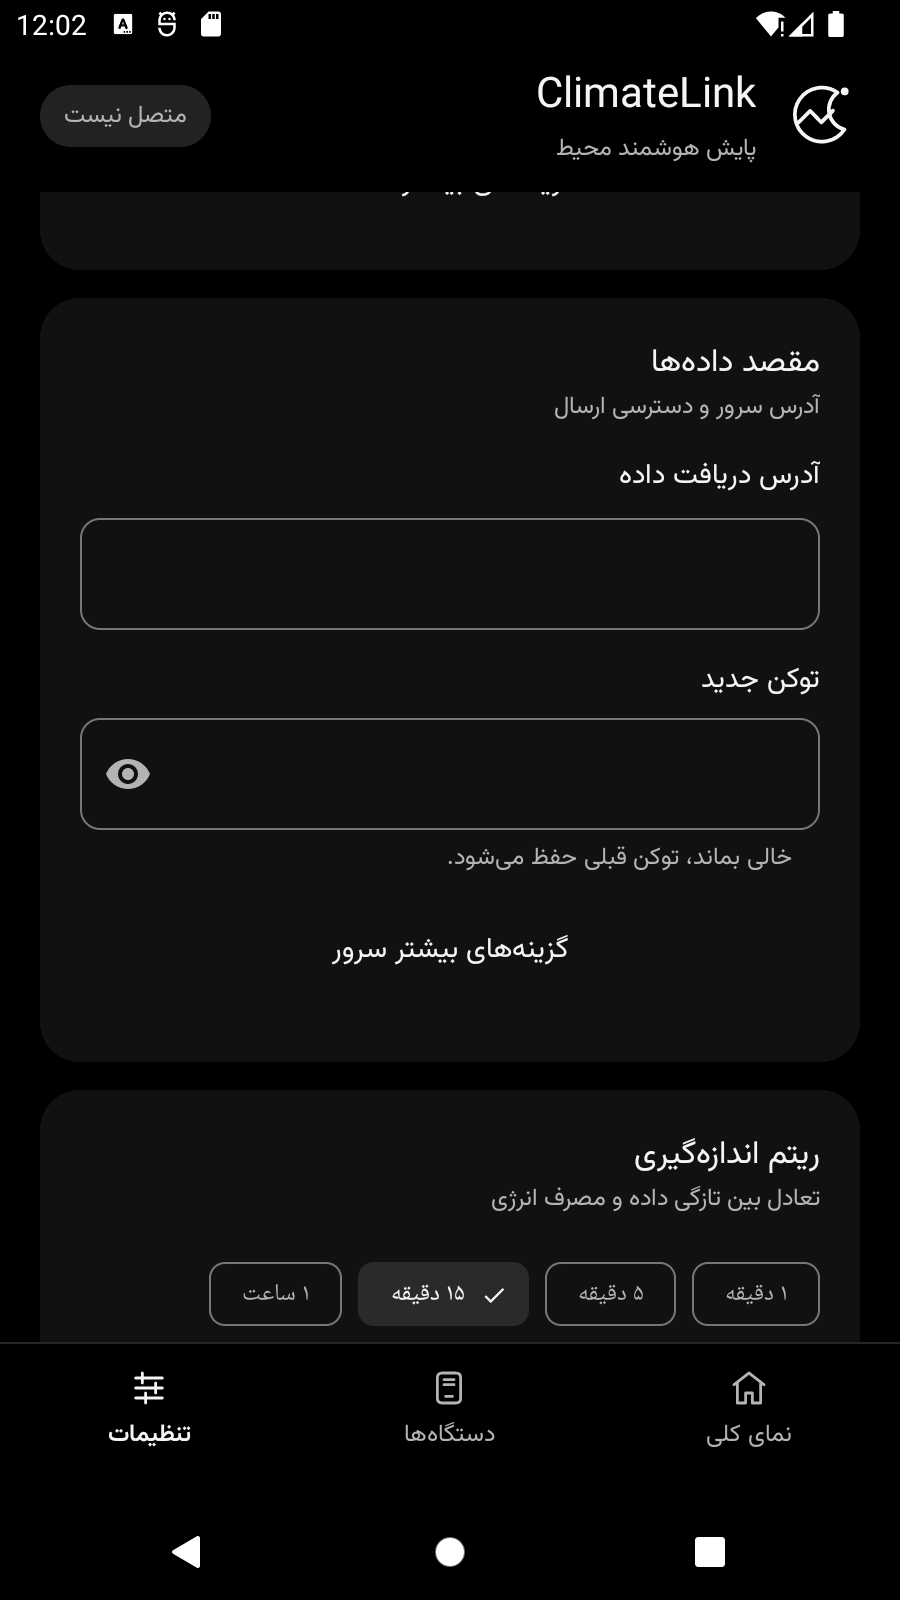 12:02
ClimateLink
پایش هوشمند محیط
متصل نیست
مقصد داده‌ها
آدرس سرور و دسترسی ارسال
آدرس دریافت داده
توکن جدید
خالی بماند، توکن قبلی حفظ می‌شود.
گزینه‌های بیشتر سرور
ریتم اندازه‌گیری
تعادل بین تازگی داده و مصرف انرژی
۱ دقیقه
۵ دقیقه
۱۵ دقیقه
۱ ساعت
نمای کلی
دستگاه‌ها
تنظیمات